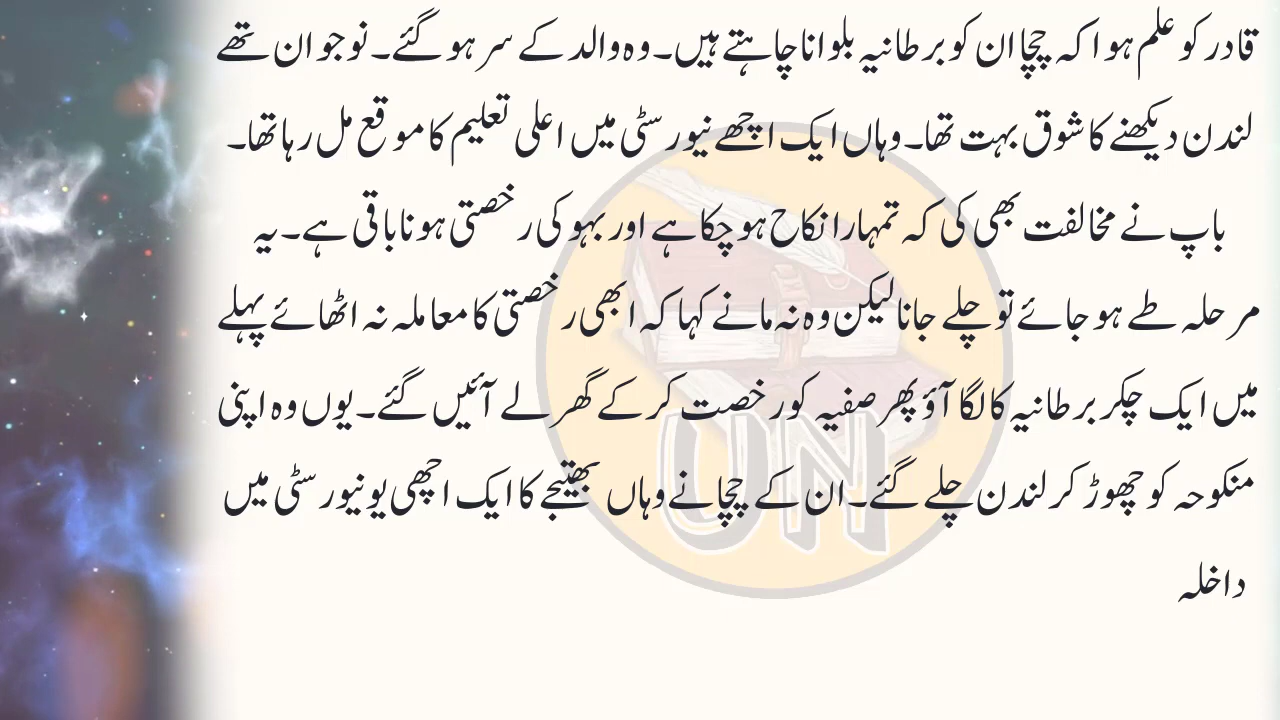 قادر کو علم ہوا کہ چچا ان کو برطانیہ بلوانا چاہتے ہیں۔ وہ والد کے سر ہو گئے۔ نوجوان تھے
لندن دیکھنے کا شوق بہت تھا۔ وہاں ایک اچھے نیورسٹی میں اعلی تعلیم کا موقع مل رہا تھا۔
باپ نے مخالفت بھی کی کہ تمہارا نکاح ہو چکا ہے اور بہو کی رخصتی ہونا باقی ہے۔ یہ
مرحلہ طے ہو جائے تو چلے جانا لیکن وہ نہ مانے کہا کہ ابھی رخصتی کا معاملہ نہ اٹھائے پہلے
میں ایک چکر برطانیہ کا لگا آؤ پھر صفیہ کو رخصت کر کے گھر لے آئیں گئے۔ یوں وہ اپنی
منکوحہ کو چھوڑ کر لندن چلے گئے۔ ان کے چچا نے وہاں بھتیجے کا ایک اچھی یونیورسٹی میں
داخلہ
UN